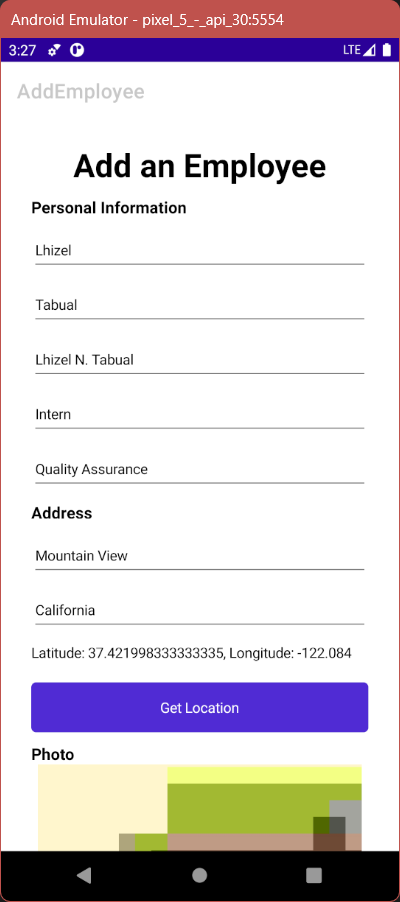 Android Emulator - pixel_5_-_api_30:5554
3:27 LTE
AddEmployee
Add an Employee
Personal Information
Lhizel
Tabual
Lhizel N. Tabual
Intern
Quality Assurance
Address
Mountain View
California
Latitude: 37.421998333333335, Longitude: -122.084
Get Location
Photo